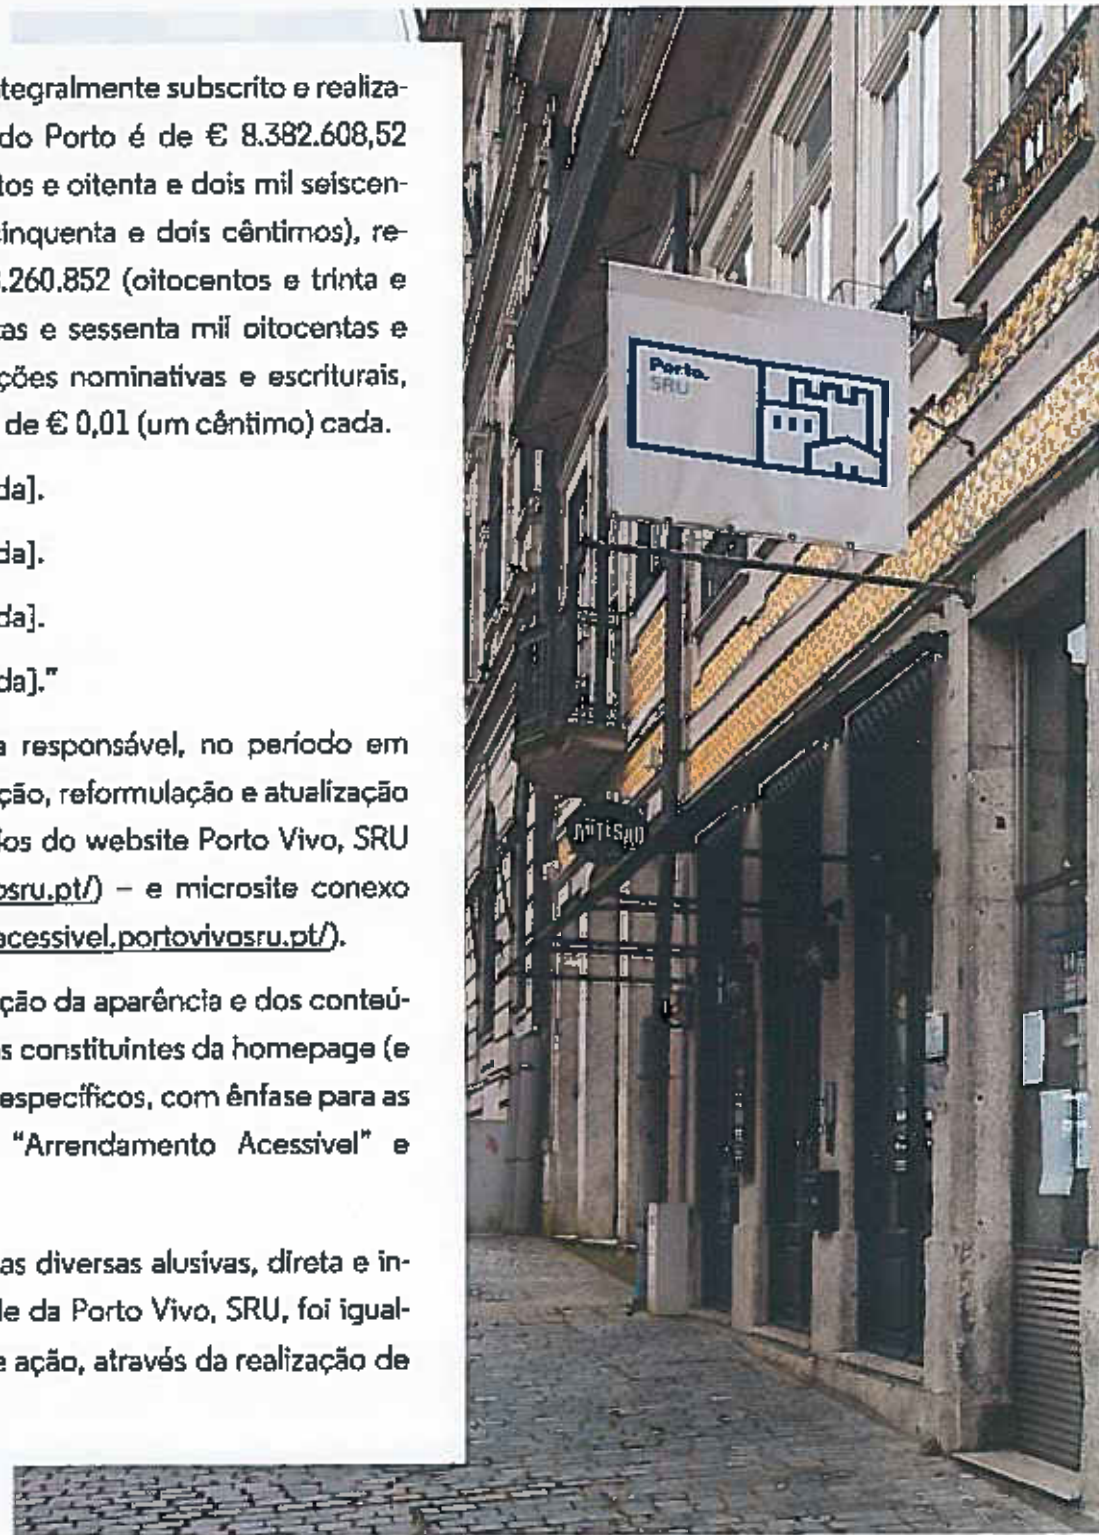 tegralmente subscrito e realiza-
do Porto é de € 8.382.608,52
tos e oitenta e dois mil seiscen-
inquenta e dois cêntimos), re-
.260.852 (oitocentos e trinta e
tas e sessenta mil oitocentas e
ções nominativas e escriturais,
de € 0,01 (um cêntimo) cada.
da].
da].
da].
da]."
a responsável, no período em
ção, reformulação e atualização
os do website Porto Vivo, SRU
osru.pt/) – e microsite conexo
acessivel.portovivosru.pt/).
ção da aparência e dos conteú-
s constituintes da homepage (e
específicos, com ênfase para as
"Arrendamento Acessivel" e
as diversas alusivas, direta e in-
le da Porto Vivo, SRU, foi igual-
e ação, através da realização de
Porto.
SRU